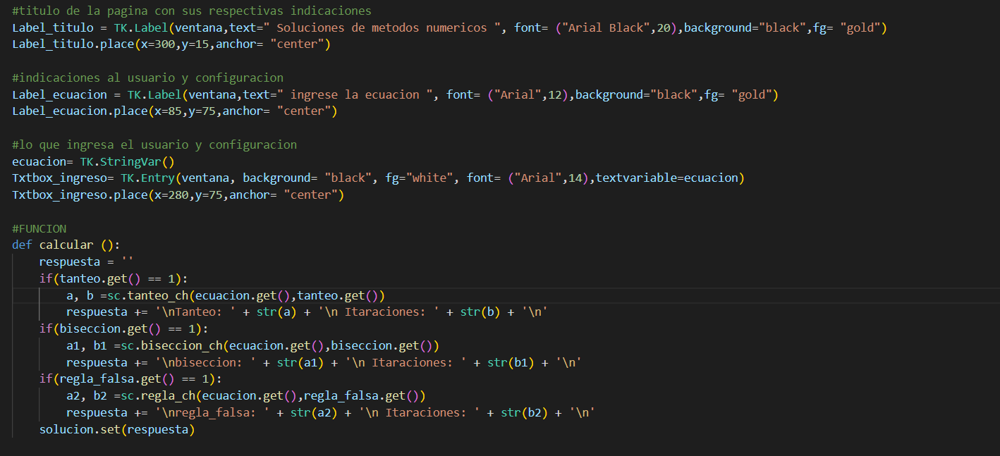 #titulo de la pagina con sus respectivas indicaciones
Label_titulo = TK.Label(ventana,text=" Soluciones de metodos numericos ", font= ("Arial Black",20),background="black",fg= "gold")
Label_titulo.place(x=300,y=15,anchor= "center")
#indicaciones al usuario y configuracion
Label_ecuacion = TK.Label(ventana,text=" ingrese la ecuacion ", font= ("Arial",12),background="black",fg= "gold")
Label_ecuacion.place(x=85,y=75,anchor= "center")
#lo que ingresa el usuario y configuracion
ecuacion= TK.StringVar()
Txtbox_ingreso= TK.Entry(ventana, background= "black", fg="white", font= ("Arial",14),textvariable=ecuacion)
Txtbox_ingreso.place(x=280,y=75,anchor= "center")
#FUNCION
def calcular ():
    respuesta = ''
    if(tanteo.get() == 1):
        a, b =sc.tanteo_ch(ecuacion.get(),tanteo.get())
        respuesta += '\nTanteo: ' + str(a) + '\n Itaraciones: ' + str(b) + '\n'
    if(biseccion.get() == 1):
        a1, b1 =sc.biseccion_ch(ecuacion.get(),biseccion.get())
        respuesta += '\nbiseccion: ' + str(a1) + '\n Itaraciones: ' + str(b1) + '\n'
    if(regla_falsa.get() == 1):
        a2, b2 =sc.regla_ch(ecuacion.get(),regla_falsa.get())
        respuesta += '\nregla_falsa: ' + str(a2) + '\n Itaraciones: ' + str(b2) + '\n'
    solucion.set(respuesta)